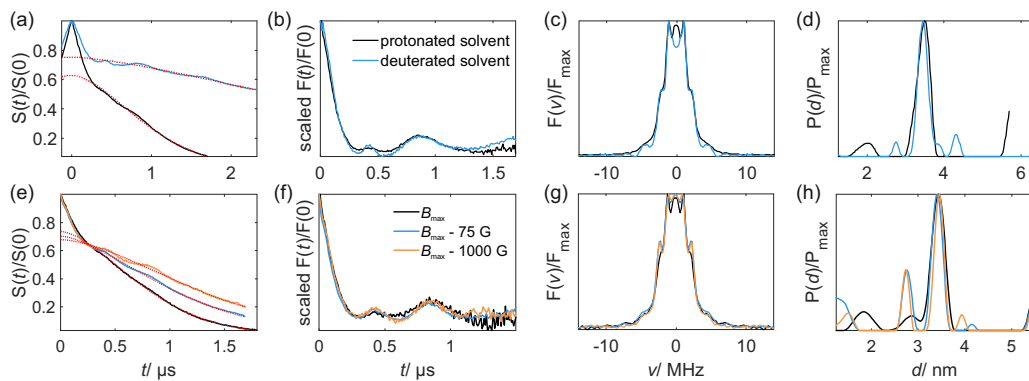 (a)
(b)
(c)
(d)
S(t)/S(0)
0.8
0.6
0.4
0.2
0
1
2
scaled F(t)/F(0)
protonated solvent
deuterated solvent
0
0.5
1
1.5
F(ν)/Fmax
-10
0
10
P(d)/Pmax
2
4
6
(e)
(f)
(g)
(h)
S(t)/S(0)
0.8
0.6
0.4
0.2
0
0
0.5
1
1.5
t/ μs
scaled F(t)/F(0)
Bmax
Bmax - 75 G
Bmax - 1000 G
0
0.5
1
t/ μs
F(ν)/Fmax
-10
0
10
ν/ MHz
P(d)/Pmax
2
3
4
5
d/ nm